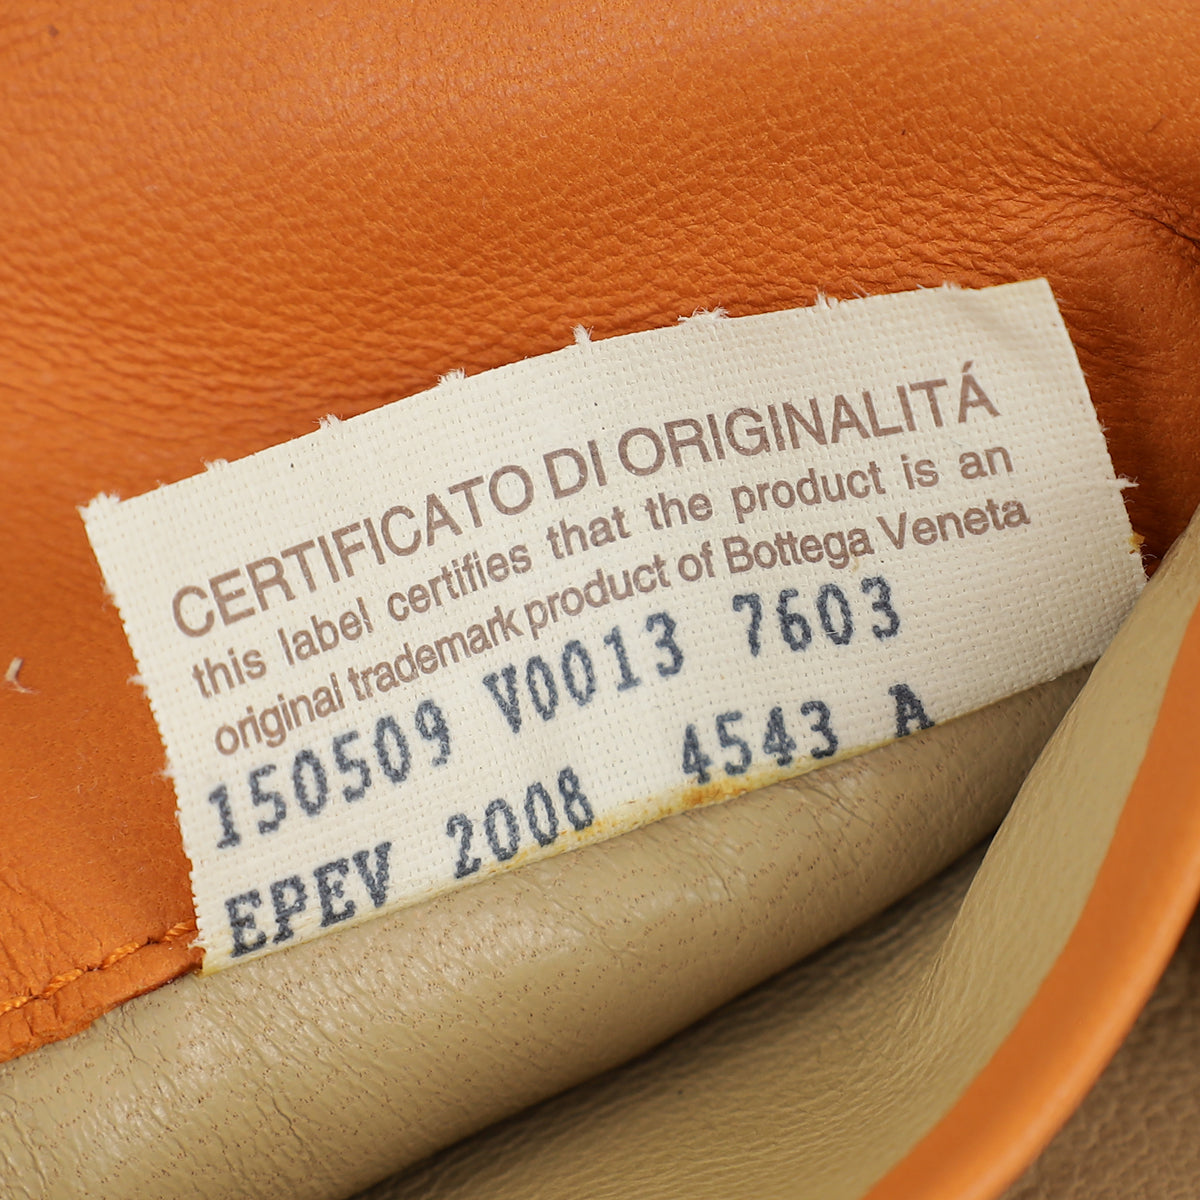 CERTIFICATO DI ORIGINALITÁ
this label certifies that the product is an
original trademark product of Bottega Veneta
150509 V0013 7603
EPEV 2008 4543 A